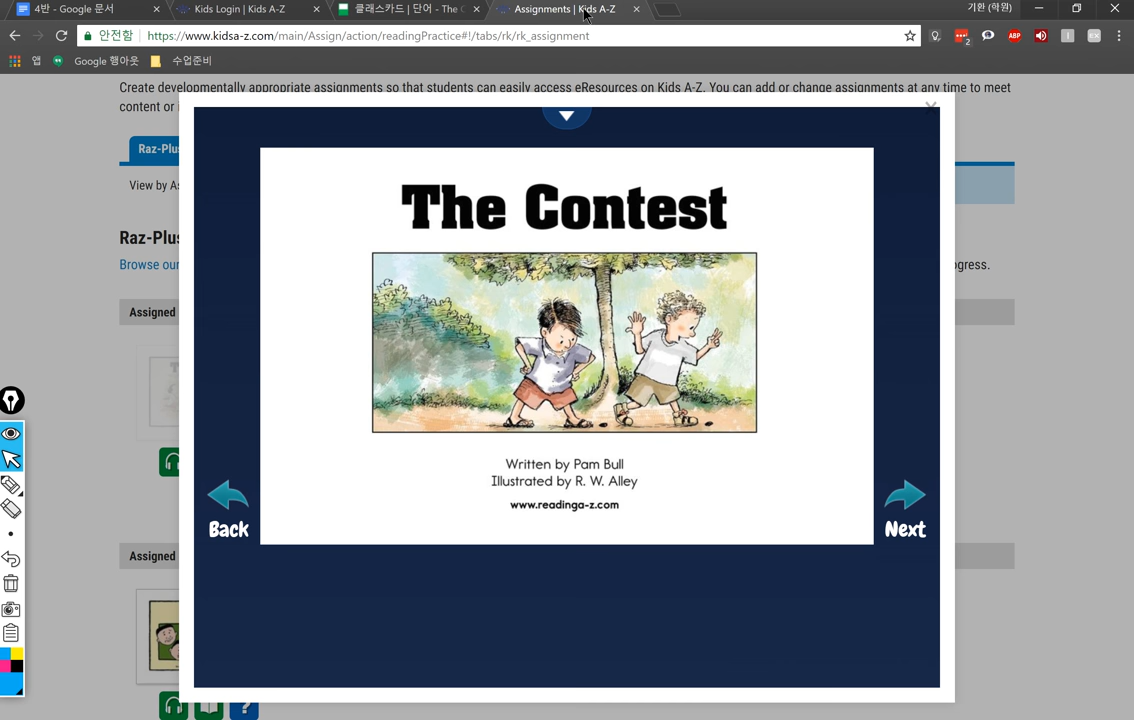 4반 - Google 문서
Kids Login | Kids A-Z
클래스카드 | 단어 - The C
Assignments | Kids A-Z
기환 (학원)
안전함
https://www.kidsa-z.com/main/Assign/action/readingPractice#!/tabs/rk/rk_assignment
2
ABP
앱
Google 행아웃
수업준비
Create developmentally appropriate assignments so that students can easily access eResources on Kids A-Z. You can add or change assignments at any time to meet
content or
Raz-Plus
View by As
Raz-Plus
Browse our
ogress.
Assigned
The Contest
Written by Pam Bull
Illustrated by R. W. Alley
www.readinga-z.com
Back
Next
Assigned
?